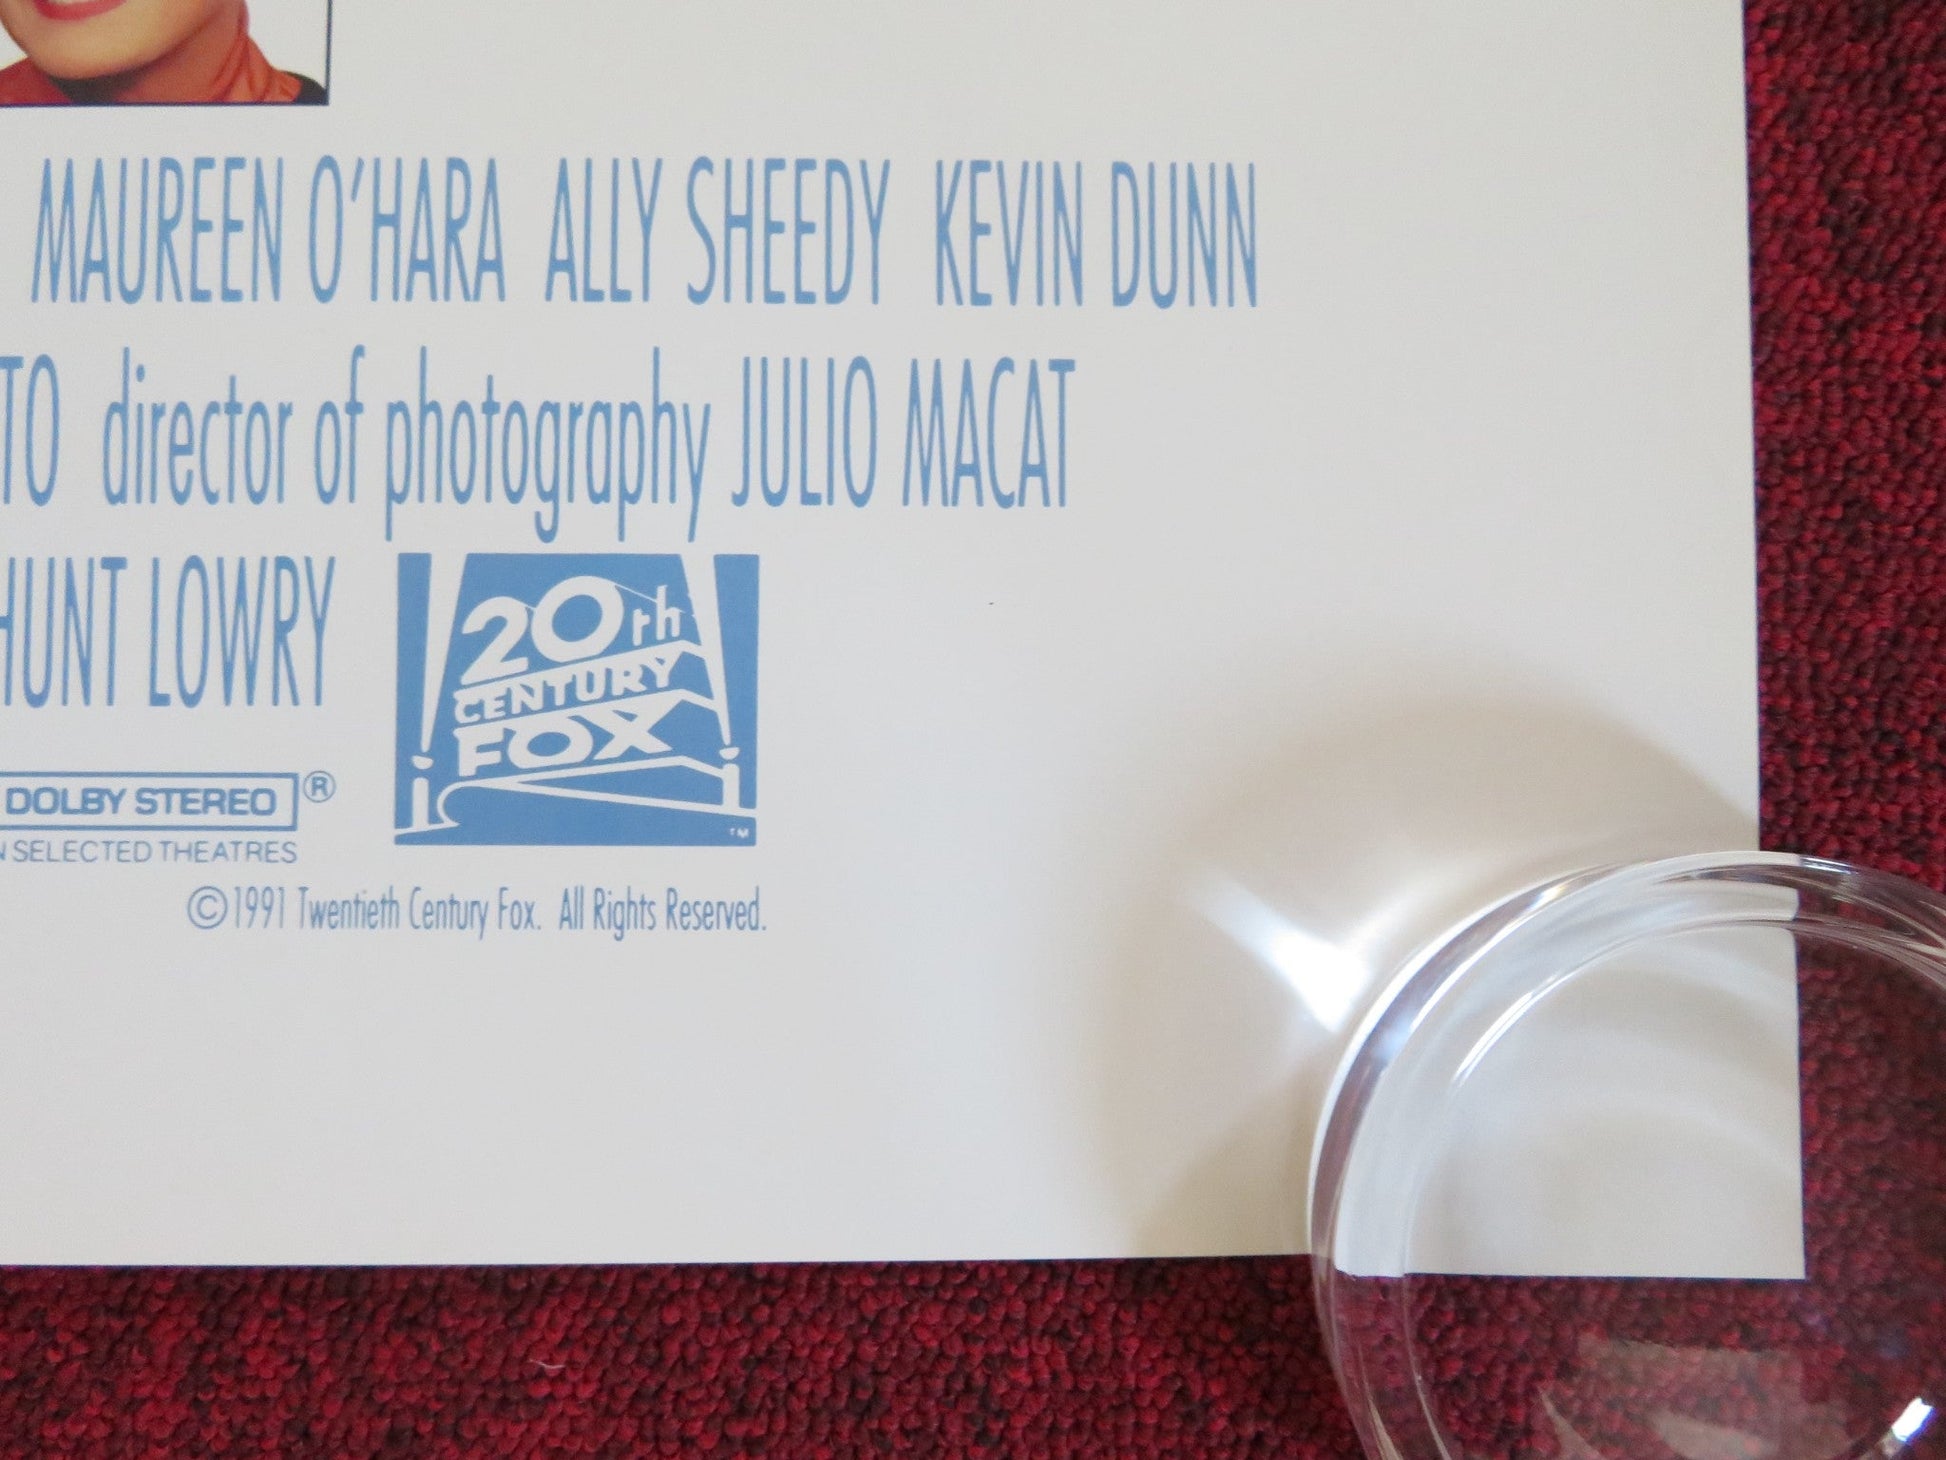 MAUREEN O'HARA ALLY SHEEDY KEVIN DUNN
TO director of photography JULIO MACAT
HUNT LOWRY
20th
CENTURY
FOX
TM
DOLBY STEREO ®
N SELECTED THEATRES
©1991 Twentieth Century Fox. All Rights Reserved.